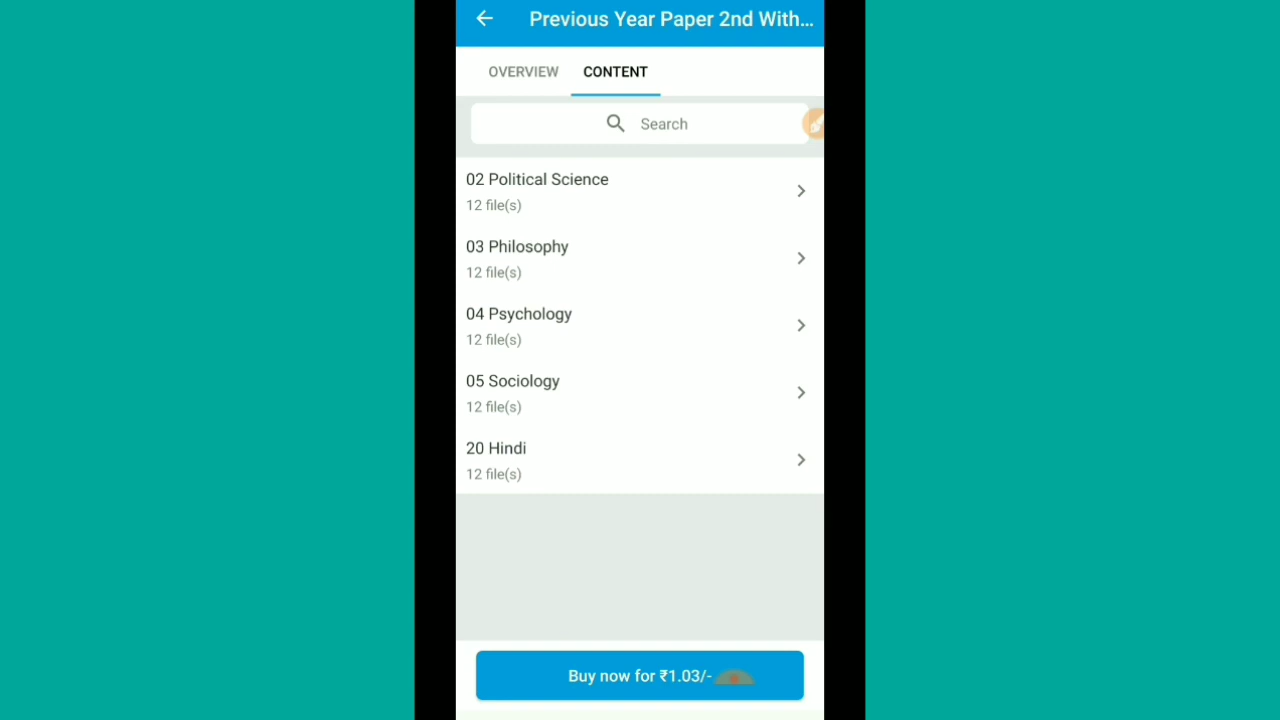 Previous Year Paper 2nd With...
OVERVIEW
CONTENT
Search
02 Political Science
12 file(s)
03 Philosophy
12 file(s)
04 Psychology
12 file(s)
05 Sociology
12 file(s)
20 Hindi
12 file(s)
Buy now for ₹1.03/-